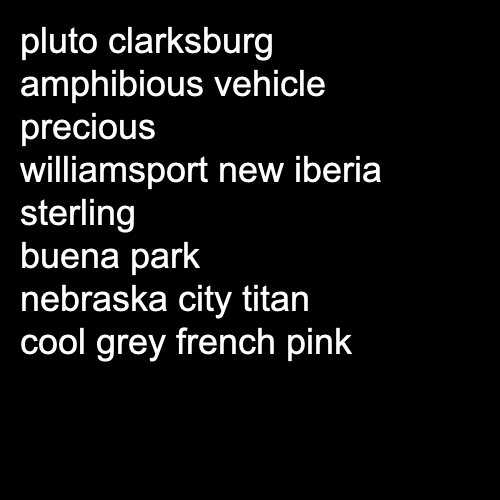 pluto clarksburg
amphibious vehicle
precious
williamsport new iberia
sterling
buena park
nebraska city titan
cool grey french pink